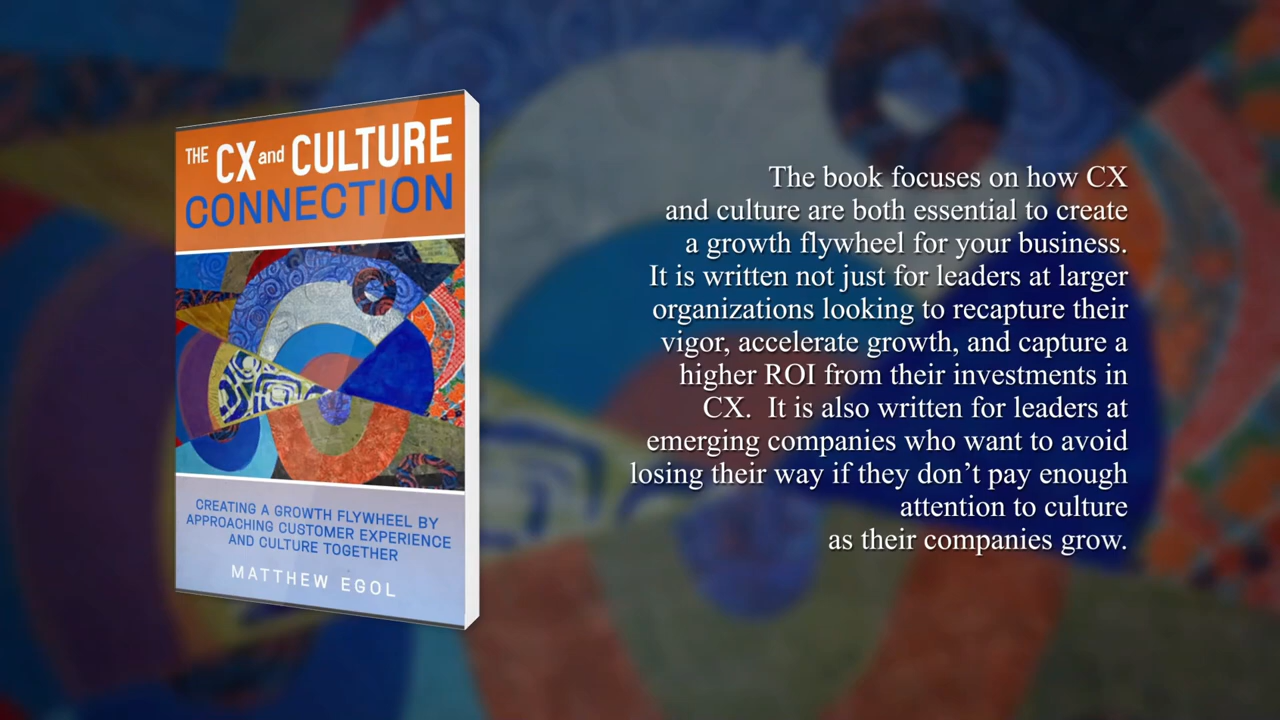 THE CX and CULTURE
CONNECTION
CREATING A GROWTH FLYWHEEL BY
APPROACHING CUSTOMER EXPERIENCE
AND CULTURE TOGETHER
MATTHEW EGOL
The book focuses on how CX
and culture are both essential to create
a growth flywheel for your business.
It is written not just for leaders at larger
organizations looking to recapture their
vigor, accelerate growth, and capture a
higher ROI from their investments in
CX.  It is also written for leaders at
emerging companies who want to avoid
losing their way if they don’t pay enough
attention to culture
as their companies grow.